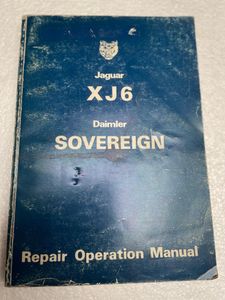 Jaguar
XJ6
Daimler
SOVEREIGN
Repair Operation Manual